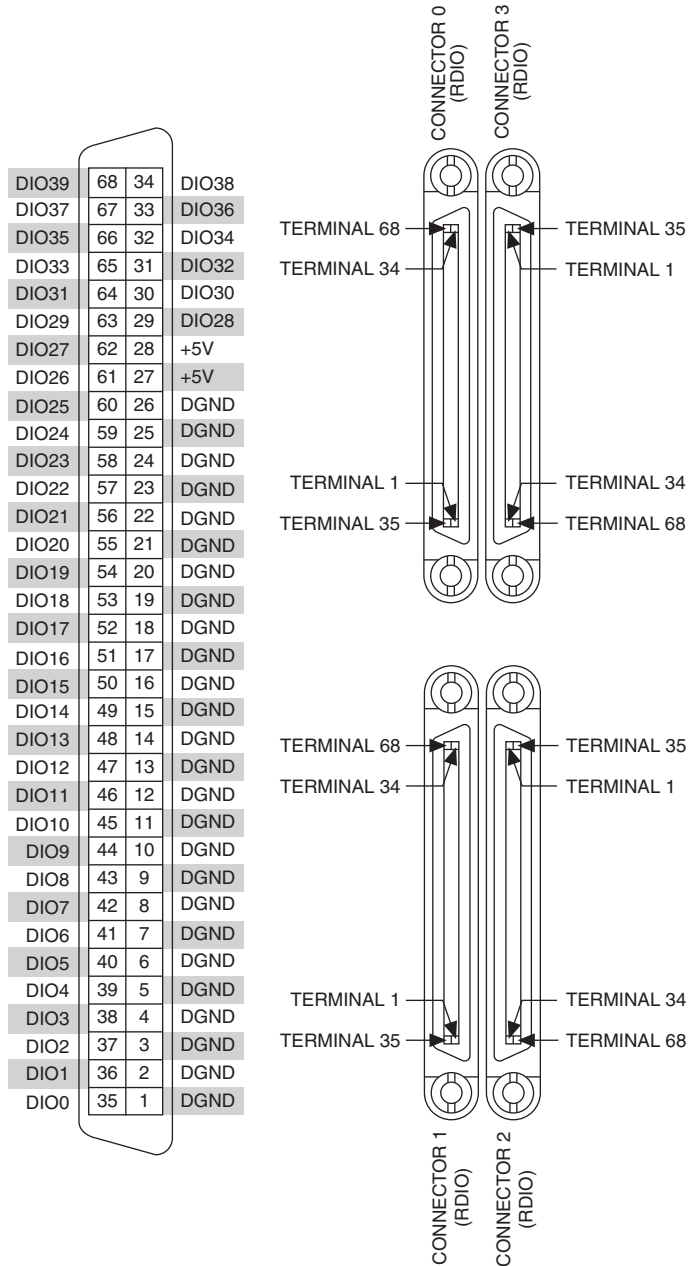 CONNECTOR 0
(RDIO)
CONNECTOR 3
(RDIO)
DIO39 68 34 DIO38
DIO37 67 33 DIO36
DIO35 66 32 DIO34
DIO33 65 31 DIO32
DIO31 64 30 DIO30
DIO29 63 29 DIO28
DIO27 62 28 +5V
DIO26 61 27 +5V
DIO25 60 26 DGND
DIO24 59 25 DGND
DIO23 58 24 DGND
DIO22 57 23 DGND
DIO21 56 22 DGND
DIO20 55 21 DGND
DIO19 54 20 DGND
DIO18 53 19 DGND
DIO17 52 18 DGND
DIO16 51 17 DGND
DIO15 50 16 DGND
DIO14 49 15 DGND
DIO13 48 14 DGND
DIO12 47 13 DGND
DIO11 46 12 DGND
DIO10 45 11 DGND
DIO9 44 10 DGND
DIO8 43 9 DGND
DIO7 42 8 DGND
DIO6 41 7 DGND
DIO5 40 6 DGND
DIO4 39 5 DGND
DIO3 38 4 DGND
DIO2 37 3 DGND
DIO1 36 2 DGND
DIO0 35 1 DGND
TERMINAL 68
TERMINAL 35
TERMINAL 34
TERMINAL 1
TERMINAL 1
TERMINAL 34
TERMINAL 35
TERMINAL 68
TERMINAL 68
TERMINAL 35
TERMINAL 34
TERMINAL 1
TERMINAL 1
TERMINAL 34
TERMINAL 35
TERMINAL 68
CONNECTOR 1
(RDIO)
CONNECTOR 2
(RDIO)